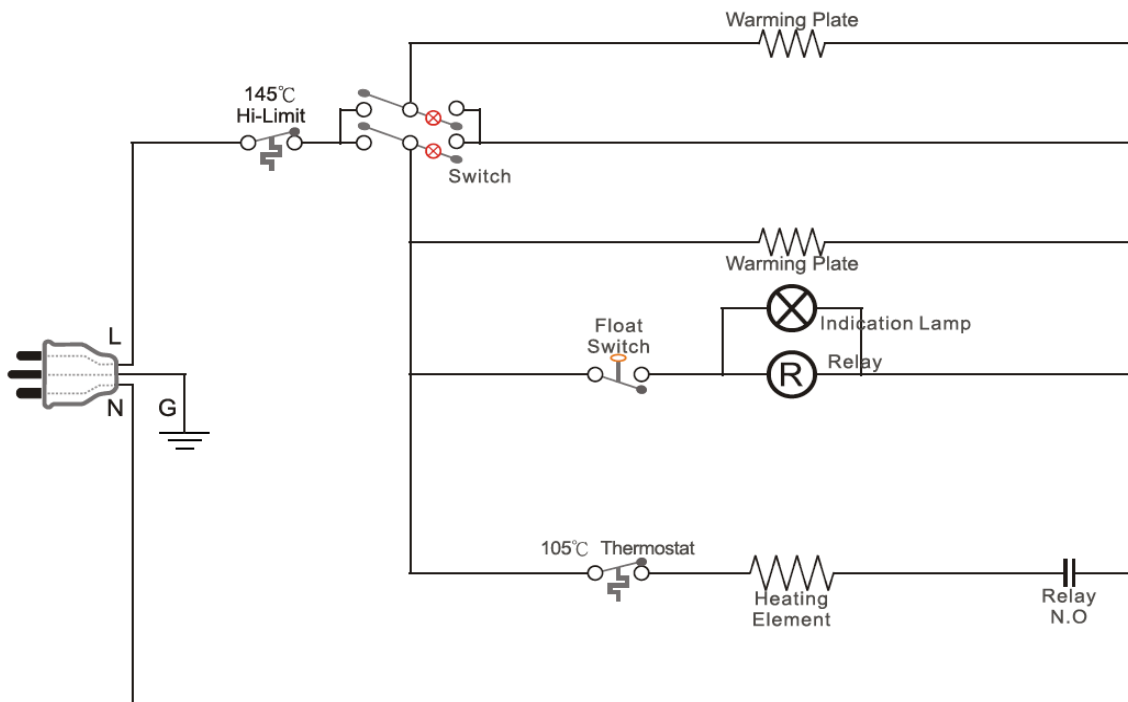 Warming Plate
145℃
Hi-Limit
Switch
Warming Plate
Indication Lamp
Float
Switch
Relay
R
L
N
G
105℃ Thermostat
Heating
Element
Relay
N.O